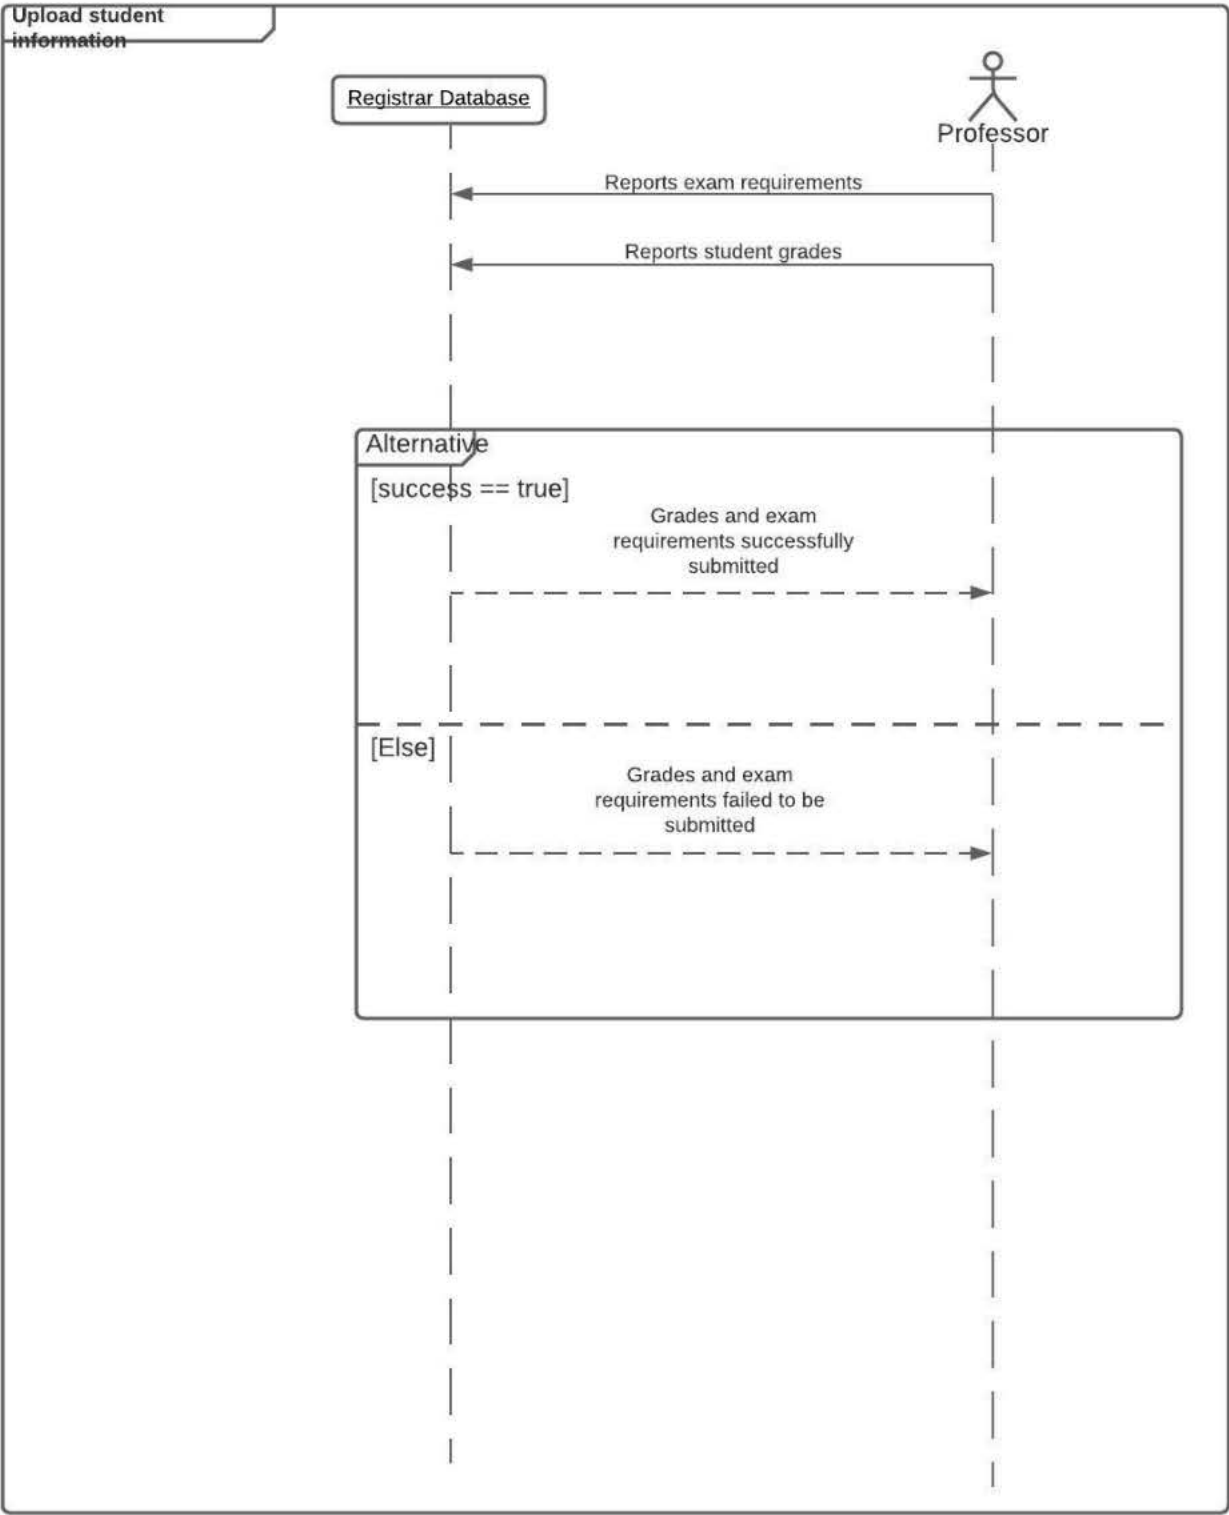 Upload student
information
Registrar Database
Professor
Reports exam requirements
Reports student grades
Alternative
[success == true]
Grades and exam
requirements successfully
submitted
[Else]
Grades and exam
requirements failed to be
submitted